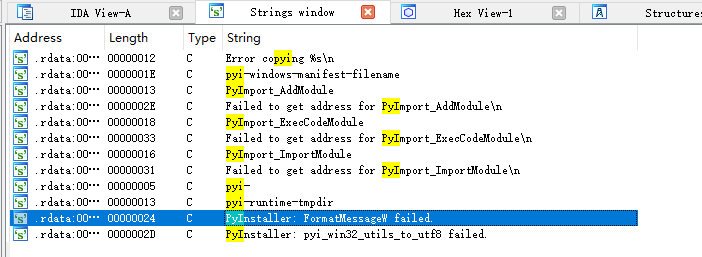 IDA View-A Strings window Hex View-1 Structures
Address Length Type String
.rdata:00… 00000012 C Error copying %s\n
.rdata:00… 0000001E C pyi-windows-manifest-filename
.rdata:00… 00000013 C PyImport_AddModule
.rdata:00… 0000002E C Failed to get address for PyImport_AddModule\n
.rdata:00… 00000018 C PyImport_ExecCodeModule
.rdata:00… 00000033 C Failed to get address for PyImport_ExecCodeModule\n
.rdata:00… 00000016 C PyImport_ImportModule
.rdata:00… 00000031 C Failed to get address for PyImport_ImportModule\n
.rdata:00… 00000005 C pyi-
.rdata:00… 00000013 C pyi-runtime-tmpdir
.rdata:00… 00000024 C PyInstaller: FormatMessageW failed.
.rdata:00… 0000002D C PyInstaller: pyi_win32_utils_to_utf8 failed.